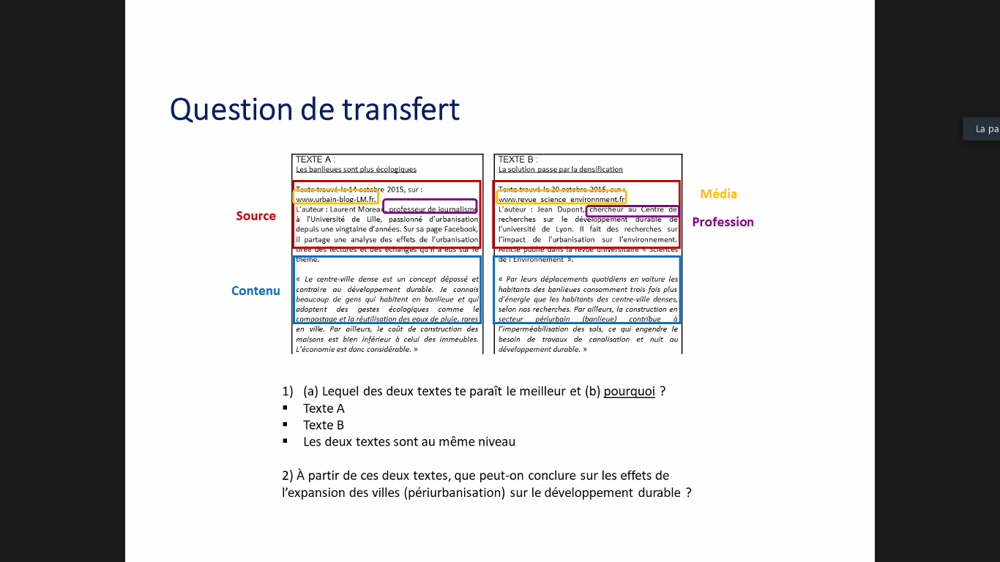 Question de transfert
La pa
TEXTE A :
Les banlieues sont plus écologiques
Texte trouvé le 14 octobre 2015, sur :
www.urbain-blog-LM.fr.
L'auteur : Laurent Moreau, professeur de journalisme
à l'Université de Lille, passionné d'urbanisation
depuis une vingtaine d'années. Sur sa page Facebook,
il partage une analyse des effets de l'urbanisation
tirée des lectures et des échanges qu'il a eus sur le
thème.
« Le centre-ville dense est un concept dépassé et
contraire au développement durable. Je connais
beaucoup de gens qui habitent en banlieue et qui
adoptent des gestes écologiques comme le
compostage et la réutilisation des eaux de pluie, rares
en ville. Par ailleurs, le coût de construction des
maisons est bien inférieur à celui des immeubles.
L'économie est donc considérable. »
TEXTE B :
La solution passe par la densification
Texte trouvé le 20 octobre 2015, sur :
www.revue_science_environment.fr
L'auteur : Jean Dupont, chercheur au Centre de
recherches sur le développement durable de
l'université de Lyon. Il fait des recherches sur
l'impact de l'urbanisation sur l'environnement.
Article publié dans la revue universitaire « Sciences
de l'Environnement ».
« Par leurs déplacements quotidiens en voiture les
habitants des banlieues consomment trois fois plus
d'énergie que les habitants des centre-ville denses,
selon nos recherches. Par ailleurs, la construction en
secteur périurbain (banlieue) contribue à
l'imperméabilisation des sols, ce qui engendre le
besoin de travaux de canalisation et nuit au
développement durable. »
Source
Contenu
Média
Profession
1) (a) Lequel des deux textes te paraît le meilleur et (b) pourquoi ?
▪ Texte A
▪ Texte B
▪ Les deux textes sont au même niveau
2) À partir de ces deux textes, que peut-on conclure sur les effets de
l'expansion des villes (périurbanisation) sur le développement durable ?